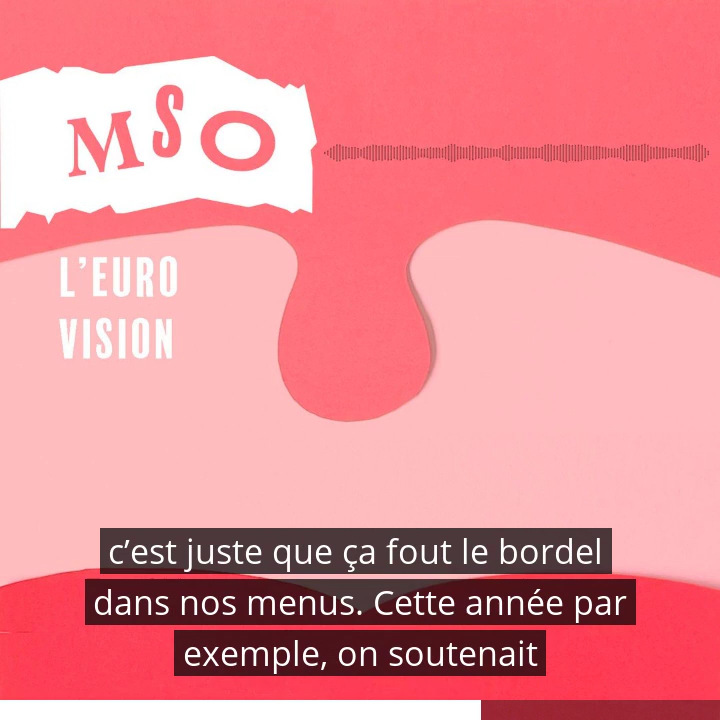 MSO
L’EURO
VISION
c’est juste que ça fout le bordel
dans nos menus. Cette année par
exemple, on soutenait